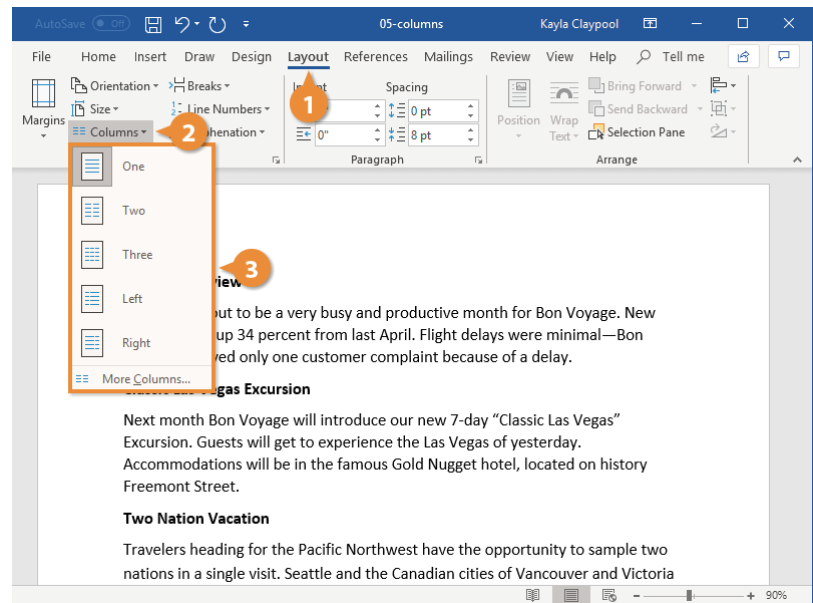 AutoSave Off 05-columns Kayla Claypool
File Home Insert Draw Design Layout References Mailings Review View Help Tell me
Orientation Breaks Spacing Bring Forward
1
Size Line Numbers 0 pt Send Backward
Margins Position Wrap Text
Columns 2 0" 8 pt Selection Pane
Paragraph Arrange
One
Two
Three
3
Left
Right
More Columns...
view
out to be a very busy and productive month for Bon Voyage. New
up 34 percent from last April. Flight delays were minimal—Bon
only one customer complaint because of a delay.
Classic Las Vegas Excursion
Next month Bon Voyage will introduce our new 7-day “Classic Las Vegas”
Excursion. Guests will get to experience the Las Vegas of yesterday.
Accommodations will be in the famous Gold Nugget hotel, located on history
Freemont Street.
Two Nation Vacation
Travelers heading for the Pacific Northwest have the opportunity to sample two
nations in a single visit. Seattle and the Canadian cities of Vancouver and Victoria
90%